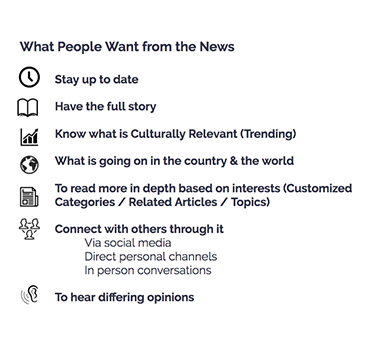 What People Want from the News
Stay up to date
Have the full story
Know what is Culturally Relevant (Trending)
What is going on in the country & the world
To read more in depth based on interests (Customized
Categories / Related Articles / Topics)
Connect with others through it
Via social media
Direct personal channels
In person conversations
To hear differing opinions